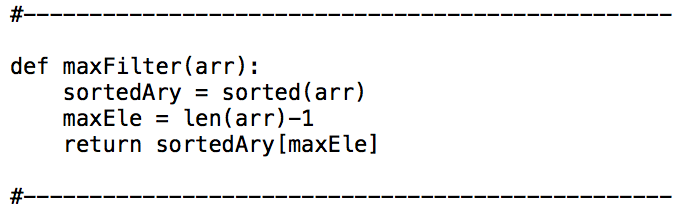 #-------------------------------------------------
def maxFilter(arr):
    sortedAry = sorted(arr)
    maxEle = len(arr)-1
    return sortedAry[maxEle]
#-------------------------------------------------